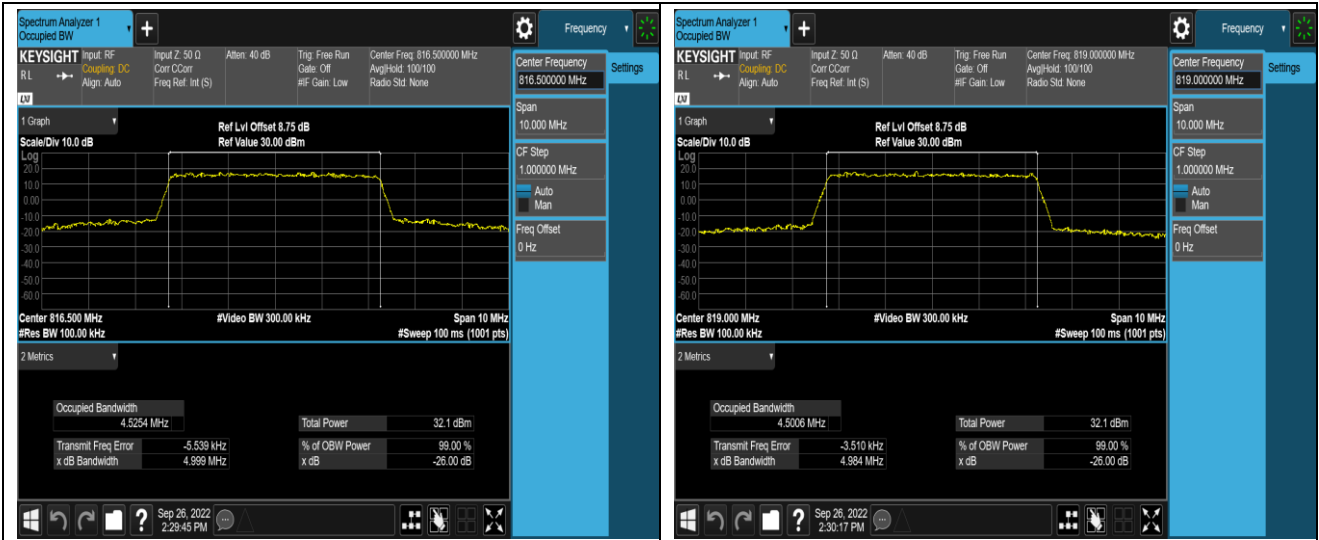 Spectrum Analyzer 1
Occupied BW
+
Frequency
KEYSIGHT Input: RF Input Z: 50 Ω Atten: 40 dB Trig: Free Run Center Freq: 816.500000 MHz
RL Coupling: DC Corr CCorr Gate: Off Avg|Hold: 100/100
Align: Auto Freq Ref: Int (S) #IF Gain: Low Radio Std: None
LXI
Center Frequency
816.500000 MHz
Settings
Span
10.000 MHz
CF Step
1.000000 MHz
Auto
Man
Freq Offset
0 Hz
1 Graph
Ref Lvl Offset 8.75 dB
Scale/Div 10.0 dB Ref Value 30.00 dBm
Log
20.0
10.0
0.00
-10.0
-20.0
-30.0
-40.0
-50.0
-60.0
Center 816.500 MHz #Video BW 300.00 kHz Span 10 MHz
#Res BW 100.00 kHz #Sweep 100 ms (1001 pts)
2 Metrics
Occupied Bandwidth
4.5254 MHz Total Power 32.1 dBm
Transmit Freq Error -5.539 kHz % of OBW Power 99.00 %
x dB Bandwidth 4.999 MHz x dB -26.00 dB
? Sep 26, 2022
2:29:45 PM
Spectrum Analyzer 1
Occupied BW
+
Frequency
KEYSIGHT Input: RF Input Z: 50 Ω Atten: 40 dB Trig: Free Run Center Freq: 819.000000 MHz
RL Coupling: DC Corr CCorr Gate: Off Avg|Hold: 100/100
Align: Auto Freq Ref: Int (S) #IF Gain: Low Radio Std: None
LXI
Center Frequency
819.000000 MHz
Settings
Span
10.000 MHz
CF Step
1.000000 MHz
Auto
Man
Freq Offset
0 Hz
1 Graph
Ref Lvl Offset 8.75 dB
Scale/Div 10.0 dB Ref Value 30.00 dBm
Log
20.0
10.0
0.00
-10.0
-20.0
-30.0
-40.0
-50.0
-60.0
Center 819.000 MHz #Video BW 300.00 kHz Span 10 MHz
#Res BW 100.00 kHz #Sweep 100 ms (1001 pts)
2 Metrics
Occupied Bandwidth
4.5006 MHz Total Power 32.1 dBm
Transmit Freq Error -3.510 kHz % of OBW Power 99.00 %
x dB Bandwidth 4.984 MHz x dB -26.00 dB
? Sep 26, 2022
2:30:17 PM